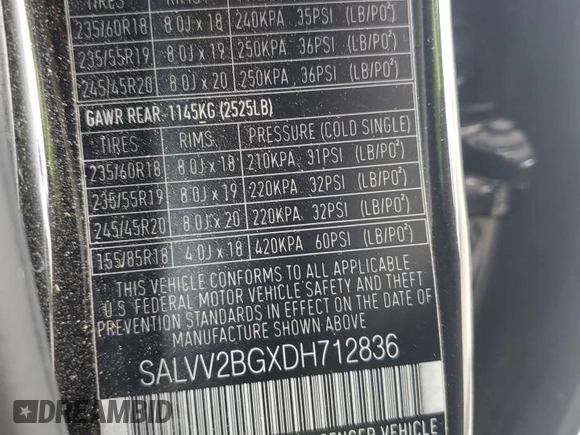 TIRES
235/60R18 8.0J x 18 240KPA, 35PSI (LB/PO²)
235/55R19 8.0J x 19 250KPA, 36PSI (LB/PO²)
245/45R20 8.0J x 20 250KPA, 36PSI (LB/PO²)
GAWR REAR: 1145KG (2525LB)
TIRES RIMS. PRESSURE (COLD SINGLE)
235/60R18 8.0J x 18 210KPA, 31PSI (LB/PO²)
235/55R19 8.0J x 19 220KPA, 32PSI (LB/PO²)
245/45R20 8.0J x 20 220KPA, 32PSI (LB/PO²)
155/85R18 4.0J x 18 420KPA 60PSI (LB/PO²)
THIS VEHICLE CONFORMS TO ALL APPLICABLE
U.S FEDERAL MOTOR VEHICLE SAFETY AND THEFT
PREVENTION STANDARDS IN EFFECT ON THE DATE OF
MANUFACTURE SHOWN ABOVE
SALVV2BGXDH712836
VEHICLE
DREAMBID